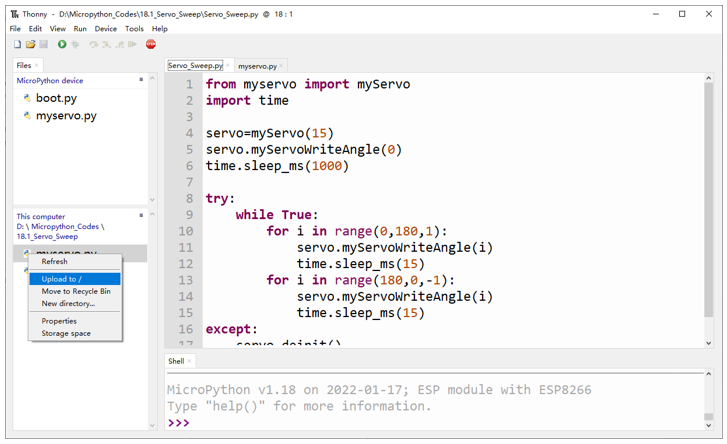 Thonny - D:\Micropython_Codes\18.1_Servo_Sweep\Servo_Sweep.py @ 18 : 1
File Edit View Run Device Tools Help
Files
MicroPython device
boot.py
myservo.py
This computer
D: \ Micropython_Codes \
18.1_Servo_Sweep
myservo.py
Refresh
Upload to /
Move to Recycle Bin
New directory...
Properties
Storage space
Servo_Sweep.py
myservo.py
1 from myservo import myServo
2 import time
3
4 servo=myServo(15)
5 servo.myServoWriteAngle(0)
6 time.sleep_ms(1000)
7
8 try:
9 while True:
10 for i in range(0,180,1):
11 servo.myServoWriteAngle(i)
12 time.sleep_ms(15)
13 for i in range(180,0,-1):
14 servo.myServoWriteAngle(i)
15 time.sleep_ms(15)
16 except:
17 servo.deinit()
Shell
MicroPython v1.18 on 2022-01-17; ESP module with ESP8266
Type "help()" for more information.
>>>